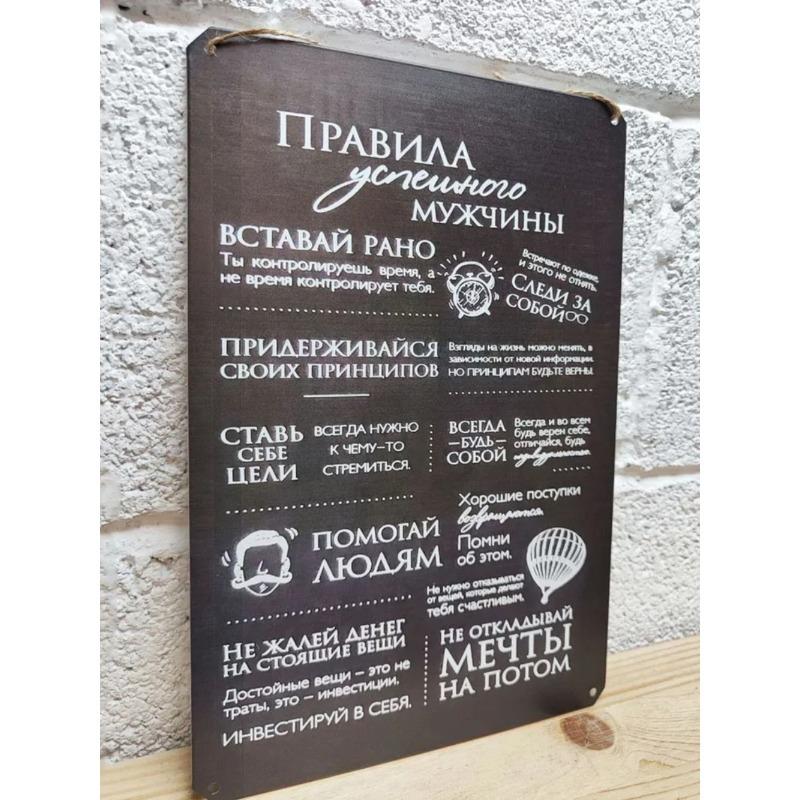 Правила
успешного
мужчины
Вставай рано
Ты контролируешь время, а
не время контролирует тебя.
Встречают по одежке,
и этого не отнять.
Следи за
собой
Придерживайся
своих принципов
Взгляды на жизнь можно менять, в
зависимости от новой информации.
Но принципам будьте верны.
Ставь
себе
цели
Всегда нужно
к чему-то
стремиться.
Всегда
-будь-
собой
Всегда и во всем
будь верен себе,
отличайся, будь
индивидуальностью.
Помогай
людям
Хорошие поступки
возвращаются.
Помни
об этом.
Не жалей денег
на стоящие вещи
Достойные вещи – это не
траты, это – инвестиции.
Инвестируй в себя.
Не нужно отказываться
от вещей, которые делают
тебя счастливым.
Не откладывай
мечты
на потом